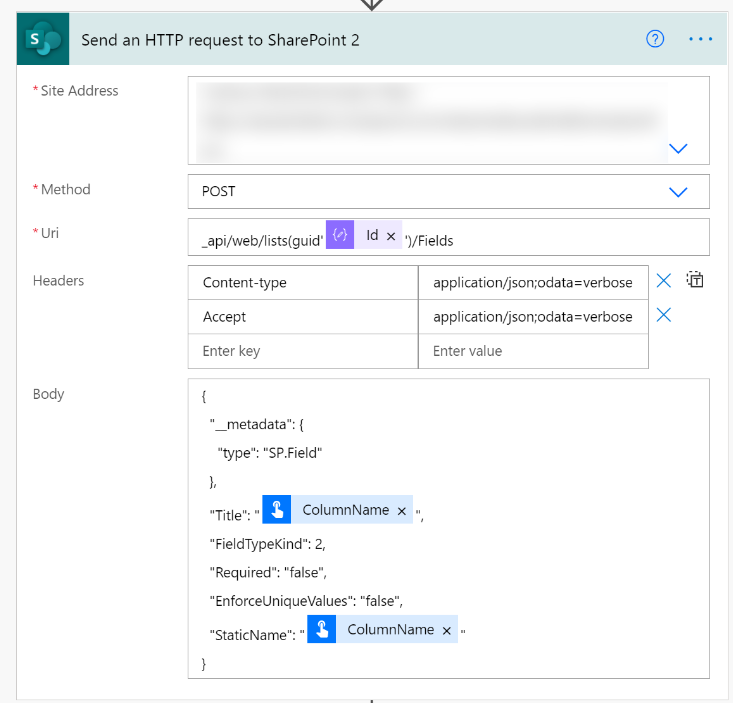 S
Send an HTTP request to SharePoint 2
?
* Site Address
* Method
POST
* Uri
_api/web/lists(guid' Id × ')/Fields
Headers
Content-type application/json;odata=verbose
Accept application/json;odata=verbose
Enter key Enter value
Body
{
"__metadata": {
"type": "SP.Field"
},
"Title": " ColumnName × ",
"FieldTypeKind": 2,
"Required": "false",
"EnforceUniqueValues": "false",
"StaticName": " ColumnName × "
}